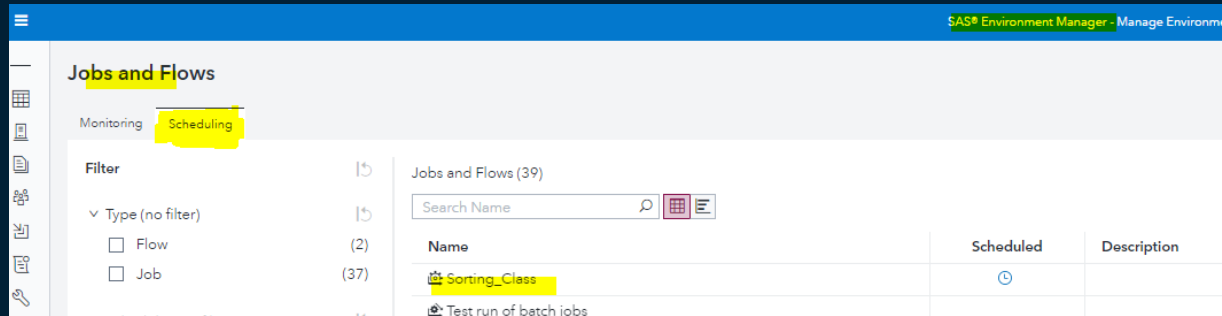 SAS® Environment Manager - Manage Environme
Jobs and Flows
Monitoring Scheduling
Filter
Jobs and Flows (39)
Search Name
Type (no filter)
Flow (2)
Name Scheduled Description
Job (37)
Sorting_Class
Test run of batch jobs